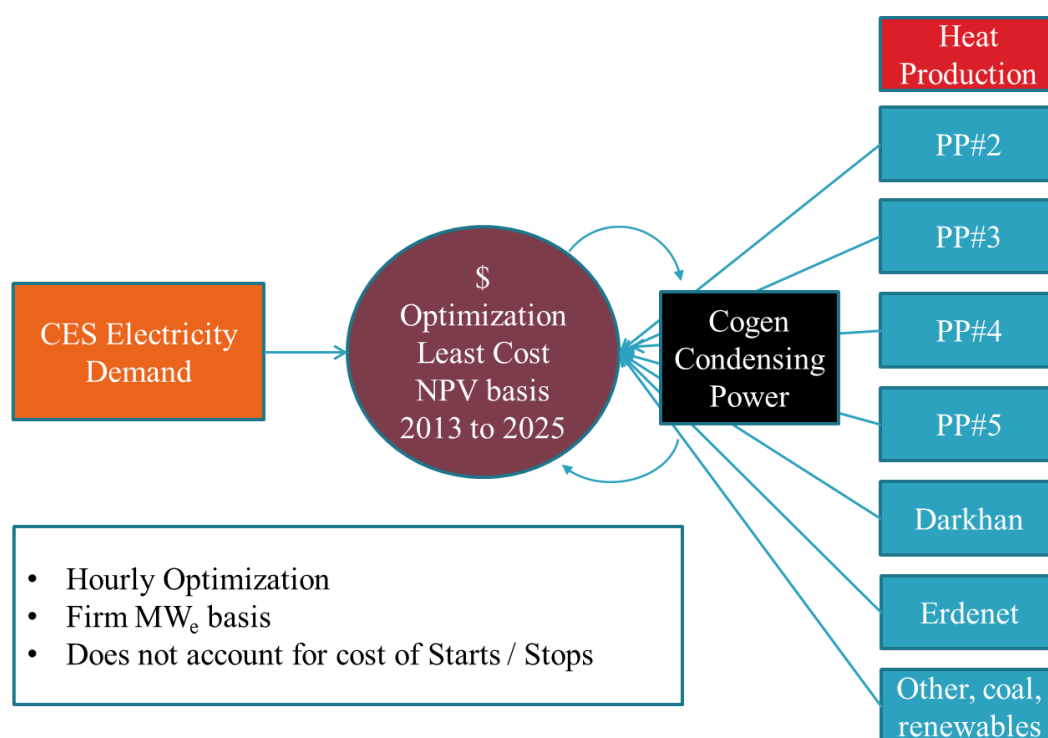 Heat
Production
PP#2
PP#3
PP#4
PP#5
Darkhan
Erdenet
Other, coal,
renewables
CES Electricity
Demand
$
Optimization
Least Cost
NPV basis
2013 to 2025
Cogen
Condensing
Power
• Hourly Optimization
• Firm MWₑ basis
• Does not account for cost of Starts / Stops